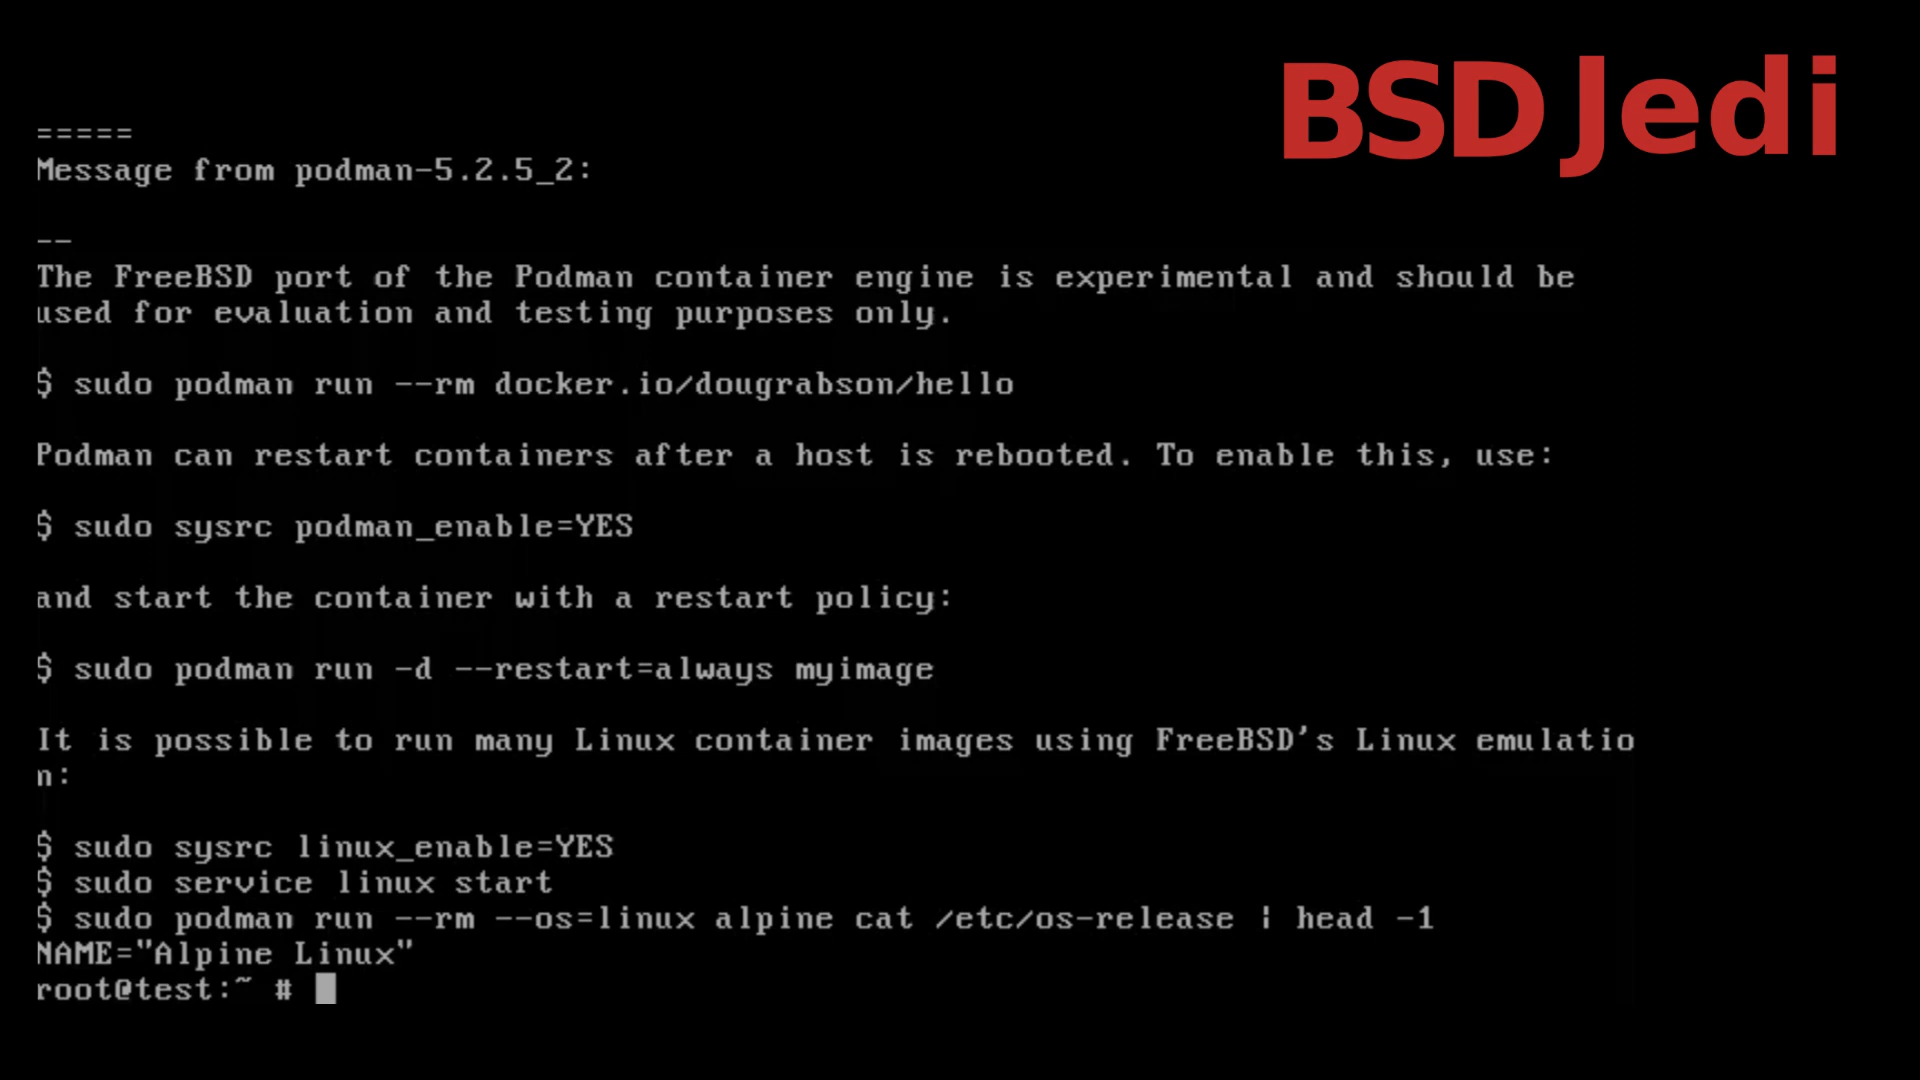 BSD Jedi
=====
Message from podman-5.2.5_2:
--
The FreeBSD port of the Podman container engine is experimental and should be
used for evaluation and testing purposes only.
$ sudo podman run --rm docker.io/dougrabson/hello
Podman can restart containers after a host is rebooted. To enable this, use:
$ sudo sysrc podman_enable=YES
and start the container with a restart policy:
$ sudo podman run -d --restart=always myimage
It is possible to run many Linux container images using FreeBSD's Linux emulatio
n:
$ sudo sysrc linux_enable=YES
$ sudo service linux start
$ sudo podman run --rm --os=linux alpine cat /etc/os-release | head -1
NAME="Alpine Linux"
root@test:~ #